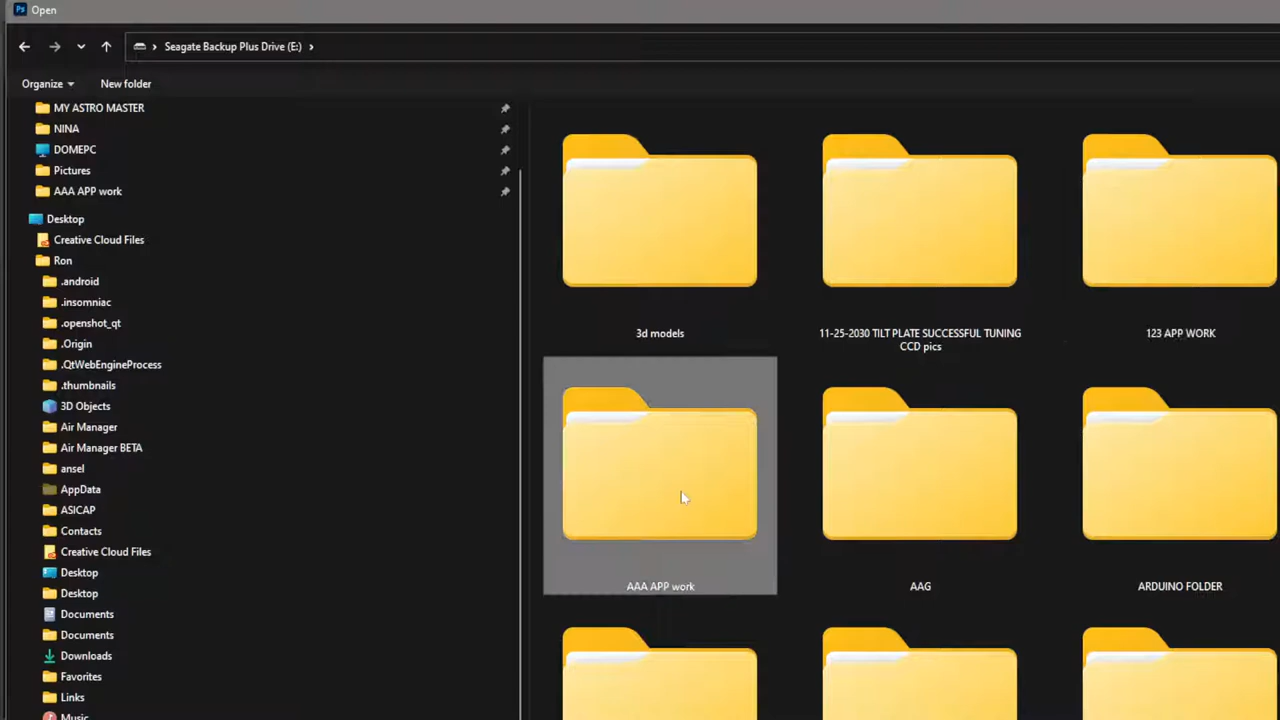 Ps Open
Seagate Backup Plus Drive (E:)
Organize New folder
MY ASTRO MASTER
NINA
DOMEPC
Pictures
AAA APP work
Desktop
Creative Cloud Files
Ron
.android
.insomniac
.openshot_qt
.Origin
.QtWebEngineProcess
.thumbnails
3D Objects
Air Manager
Air Manager BETA
ansel
AppData
ASICAP
Contacts
Creative Cloud Files
Desktop
Desktop
Documents
Documents
Downloads
Favorites
Links
Music
3d models
11-25-2030 TILT PLATE SUCCESSFUL TUNING
CCD pics
123 APP WORK
AAA APP work
AAG
ARDUINO FOLDER